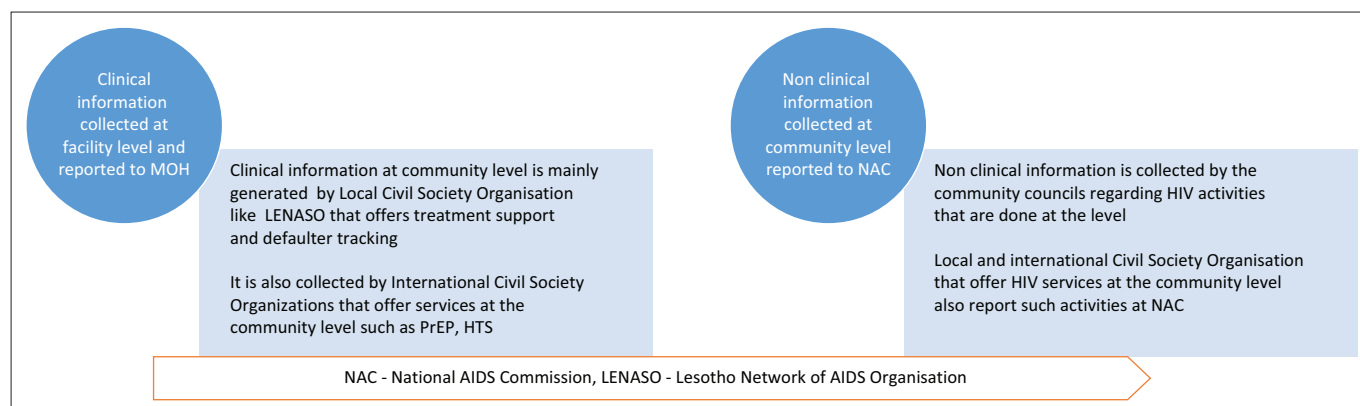 Clinical
information
collected at
facility level and
reported to MOH
Clinical information at community level is mainly
generated by Local Civil Society Organisation
like LENASO that offers treatment support
and defaulter tracking
It is also collected by International Civil Society
Organizations that offer services at the
community level such as PrEP, HTS
Non clinical
information
collected at
community level
reported to NAC
Non clinical information is collected by the
community councils regarding HIV activities
that are done at the level
Local and international Civil Society Organisation
that offer HIV services at the community level
also report such activities at NAC
NAC - National AIDS Commission, LENASO - Lesotho Network of AIDS Organisation